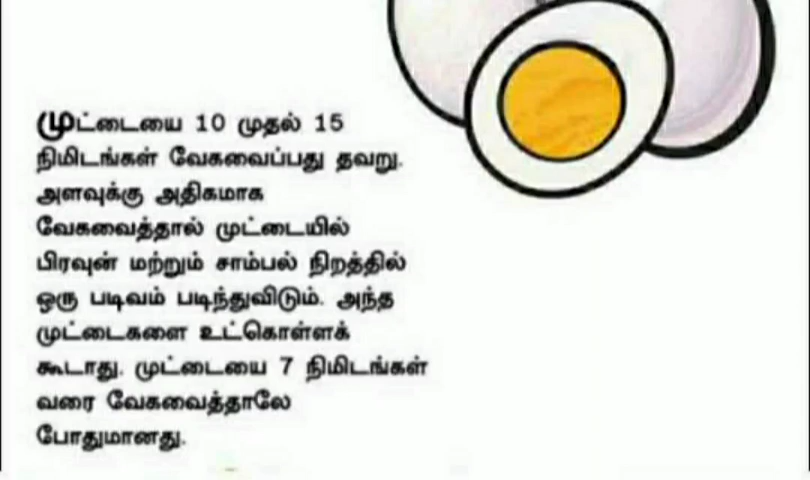 முட்டையை 10 முதல் 15
நிமிடங்கள் வேகவைப்பது தவறு.
அளவுக்கு அதிகமாக
வேகவைத்தால் முட்டையில்
பிரவுன் மற்றும் சாம்பல் நிறத்தில்
ஒரு படிவம் படிந்துவிடும். அந்த
முட்டைகளை உட்கொள்ளக்
கூடாது. முட்டையை 7 நிமிடங்கள்
வரை வேகவைத்தாலே
போதுமானது.